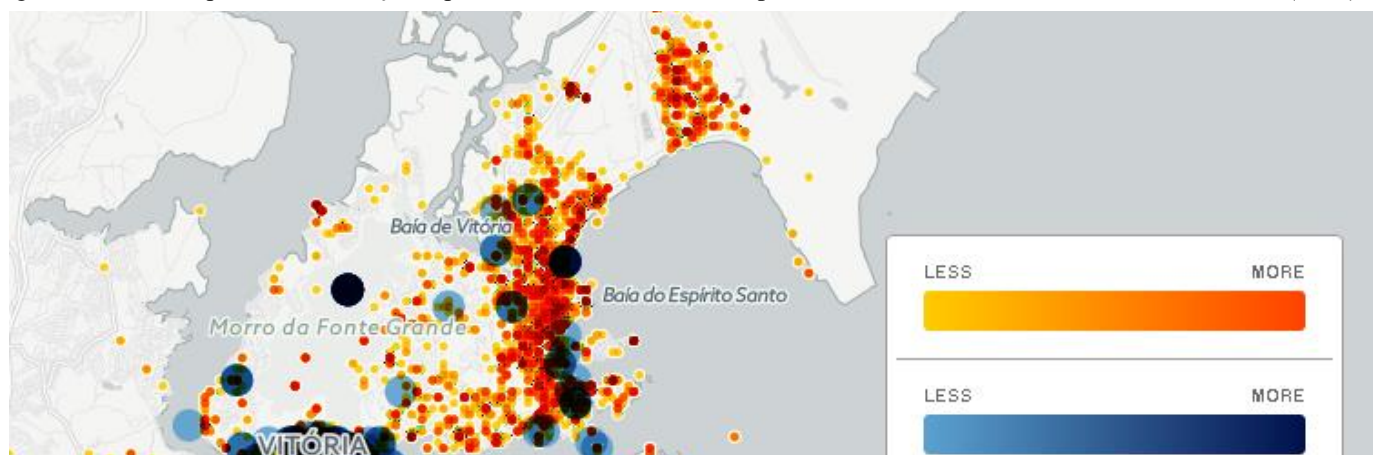 LESS MORE
Baía de Vitória
Baía do Espírito Santo
Morro da Fonte Grande
LESS MORE
VITÓRIA